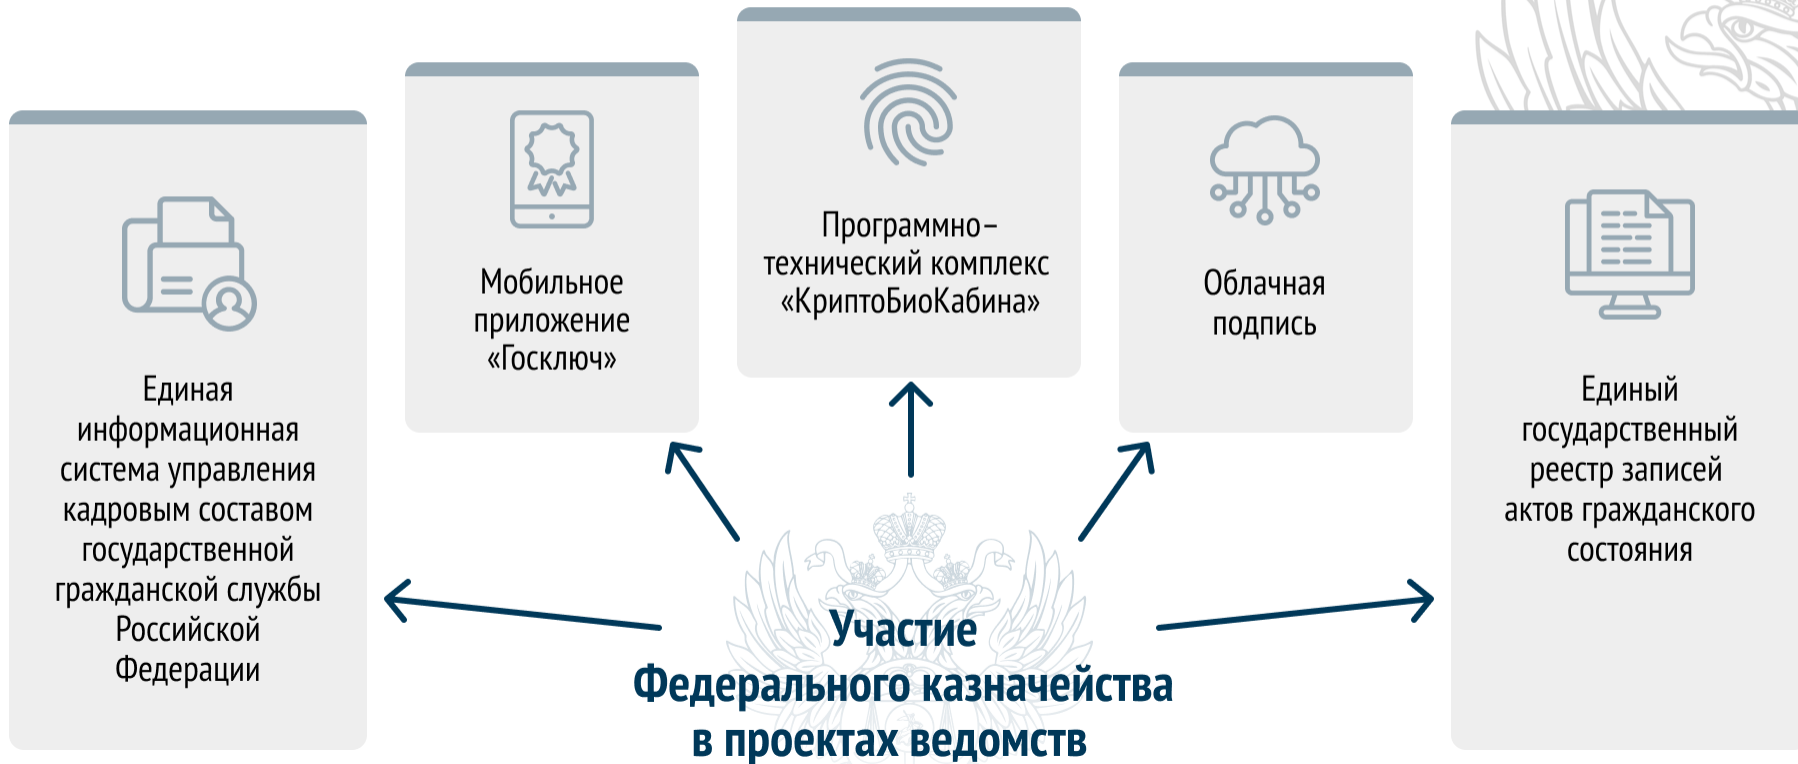 Единая
информационная
система управления
кадровым составом
государственной
гражданской службы
Российской
Федерации
Мобильное
приложение
«Госключ»
Программно–
технический комплекс
«КриптоБиоКабина»
Облачная
подпись
Единый
государственный
реестр записей
актов гражданского
состояния
Участие
Федерального казначейства
в проектах ведомств